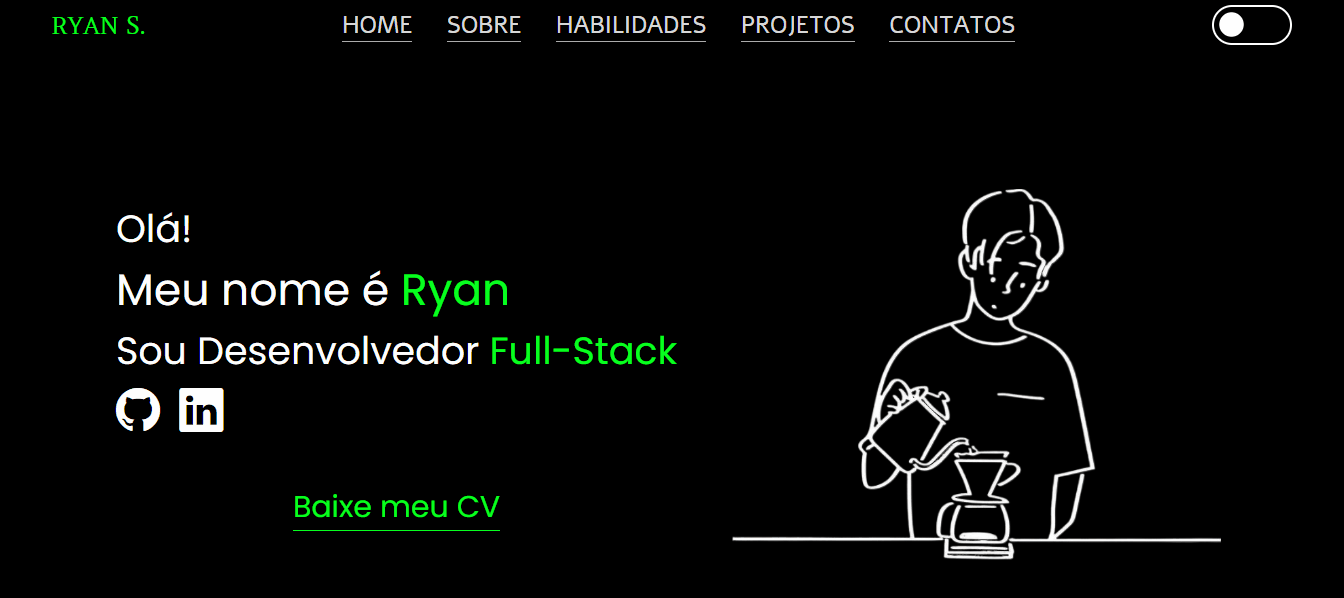 RYAN S. HOME SOBRE HABILIDADES PROJETOS CONTATOS
Olá!
Meu nome é Ryan
Sou Desenvolvedor Full-Stack
in
Baixe meu CV